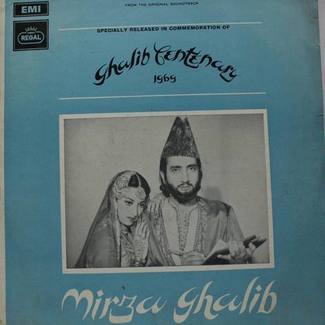 EMI
FROM THE ORIGINAL SOUNDTRACK
REGAL
SPECIALLY RELEASED IN COMMEMORATION OF
Ghalib Centenary
1969
Mirza Ghalib